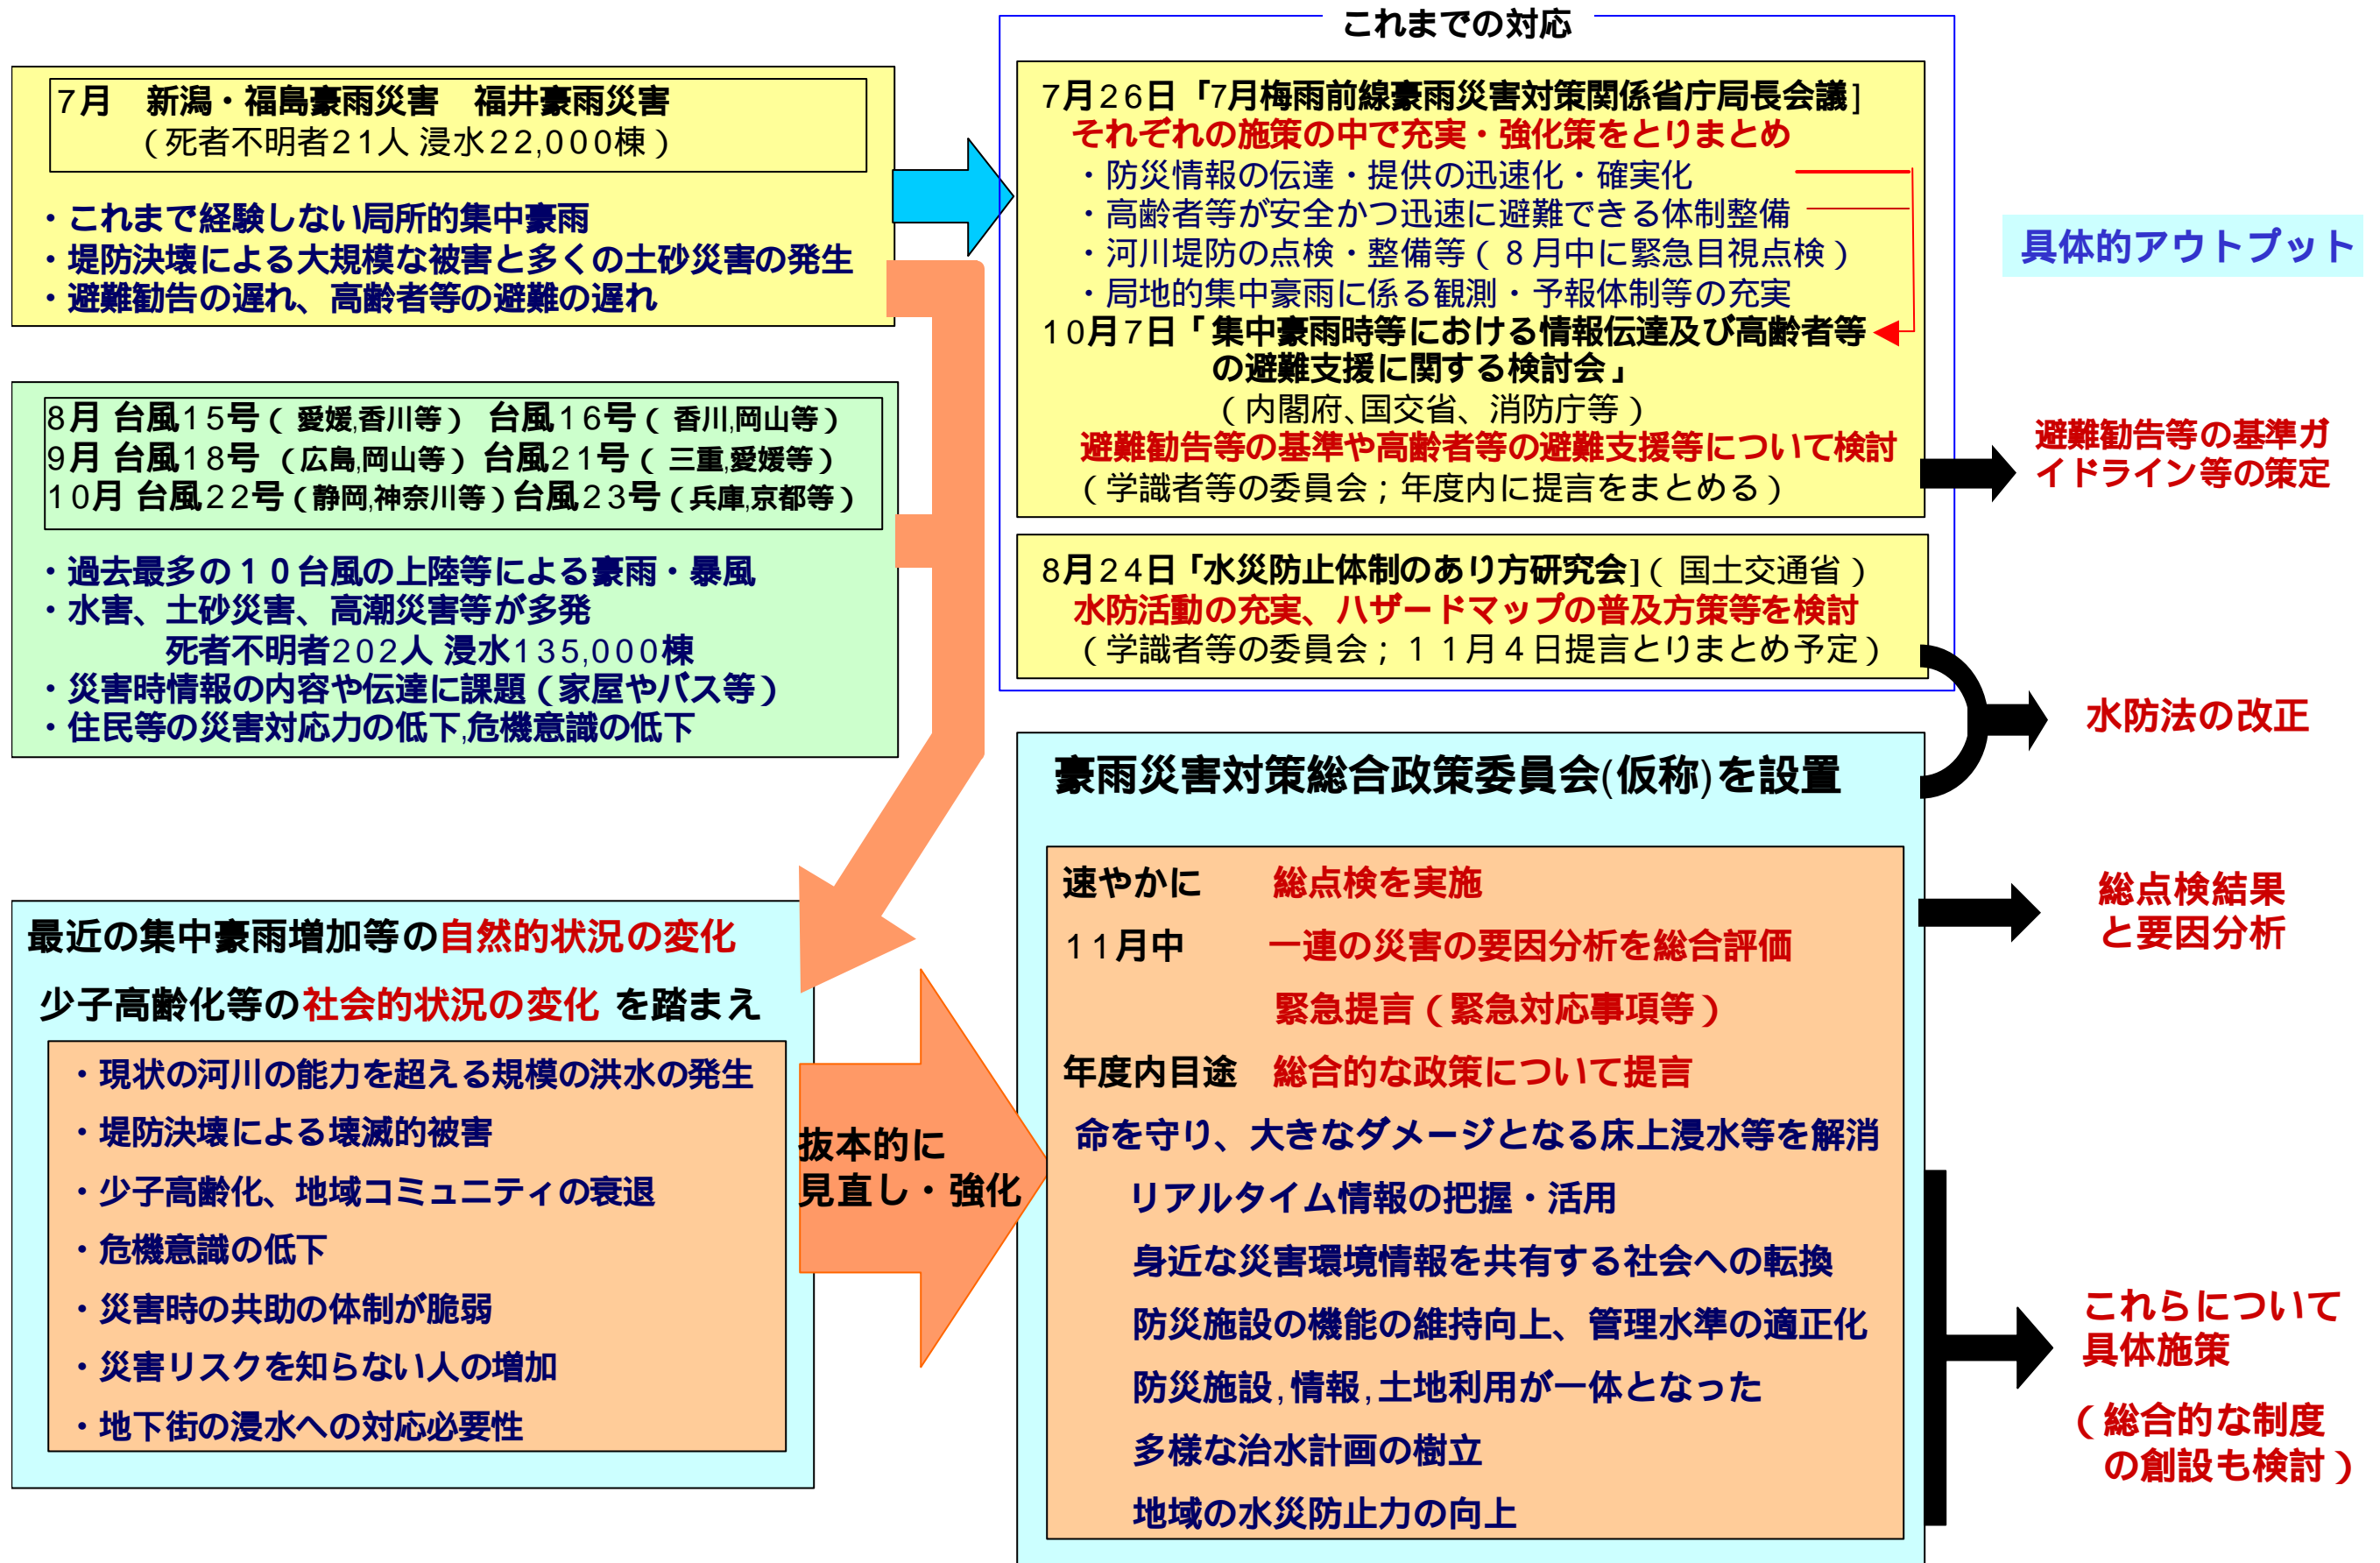 これまでの対応
7月　新潟・福島豪雨災害　福井豪雨災害
（死者不明者21人 浸水22,000棟）
・これまで経験しない局所的集中豪雨
・堤防決壊による大規模な被害と多くの土砂災害の発生
・避難勧告の遅れ、高齢者等の避難の遅れ
8月 台風15号（ 愛媛,香川等） 台風16号（ 香川,岡山等）
9月 台風18号 （広島,岡山等） 台風21号（ 三重,愛媛等）
10月 台風22号（静岡,神奈川等）台風23号（兵庫,京都等）
・過去最多の１０台風の上陸等による豪雨・暴風
・水害、土砂災害、高潮災害等が多発
死者不明者202人 浸水135,000棟
・災害時情報の内容や伝達に課題（家屋やバス等）
・住民等の災害対応力の低下,危機意識の低下
7月26日「7月梅雨前線豪雨災害対策関係省庁局長会議]
それぞれの施策の中で充実・強化策をとりまとめ
・防災情報の伝達・提供の迅速化・確実化
・高齢者等が安全かつ迅速に避難できる体制整備
・河川堤防の点検・整備等（８月中に緊急目視点検）
・局地的集中豪雨に係る観測・予報体制等の充実
10月7日「集中豪雨時等における情報伝達及び高齢者等
の避難支援に関する検討会」
（内閣府、国交省、消防庁等）
避難勧告等の基準や高齢者等の避難支援等について検討
（学識者等の委員会；年度内に提言をまとめる）
8月24日「水災防止体制のあり方研究会]（国土交通省）
水防活動の充実、ハザードマップの普及方策等を検討
（学識者等の委員会；１１月４日提言とりまとめ予定）
具体的アウトプット
避難勧告等の基準ガ
イドライン等の策定
水防法の改正
最近の集中豪雨増加等の自然的状況の変化
少子高齢化等の社会的状況の変化 を踏まえ
・現状の河川の能力を超える規模の洪水の発生
・堤防決壊による壊滅的被害
・少子高齢化、地域コミュニティの衰退
・危機意識の低下
・災害時の共助の体制が脆弱
・災害リスクを知らない人の増加
・地下街の浸水への対応必要性
抜本的に
見直し・強化
豪雨災害対策総合政策委員会(仮称)を設置
速やかに　総点検を実施
11月中　一連の災害の要因分析を総合評価
緊急提言（緊急対応事項等）
年度内目途　総合的な政策について提言
命を守り、大きなダメージとなる床上浸水等を解消
リアルタイム情報の把握・活用
身近な災害環境情報を共有する社会への転換
防災施設の機能の維持向上、管理水準の適正化
防災施設,情報,土地利用が一体となった
多様な治水計画の樹立
地域の水災防止力の向上
総点検結果
と要因分析
これらについて
具体施策
（総合的な制度
の創設も検討）